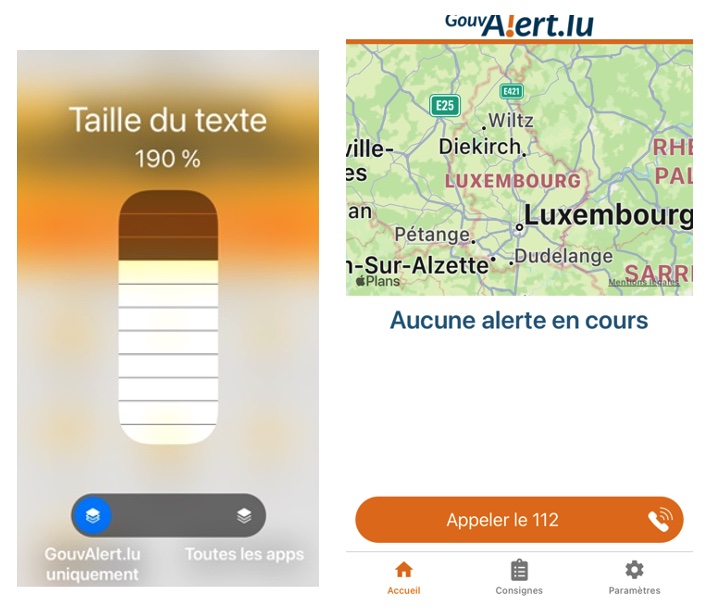 Taille du texte
190 %
GouvAlert.lu
uniquement
Toutes les apps
GouvAlert.lu
E25
E421
Wiltz
ville-
es
Diekirch
RHE
PAL
LUXEMBOURG
an
Luxembourg
Pétange
n-Sur-Alzette
Dudelange
SARRE
Plans
Mentions légales
Aucune alerte en cours
Appeler le 112
Accueil
Consignes
Paramètres